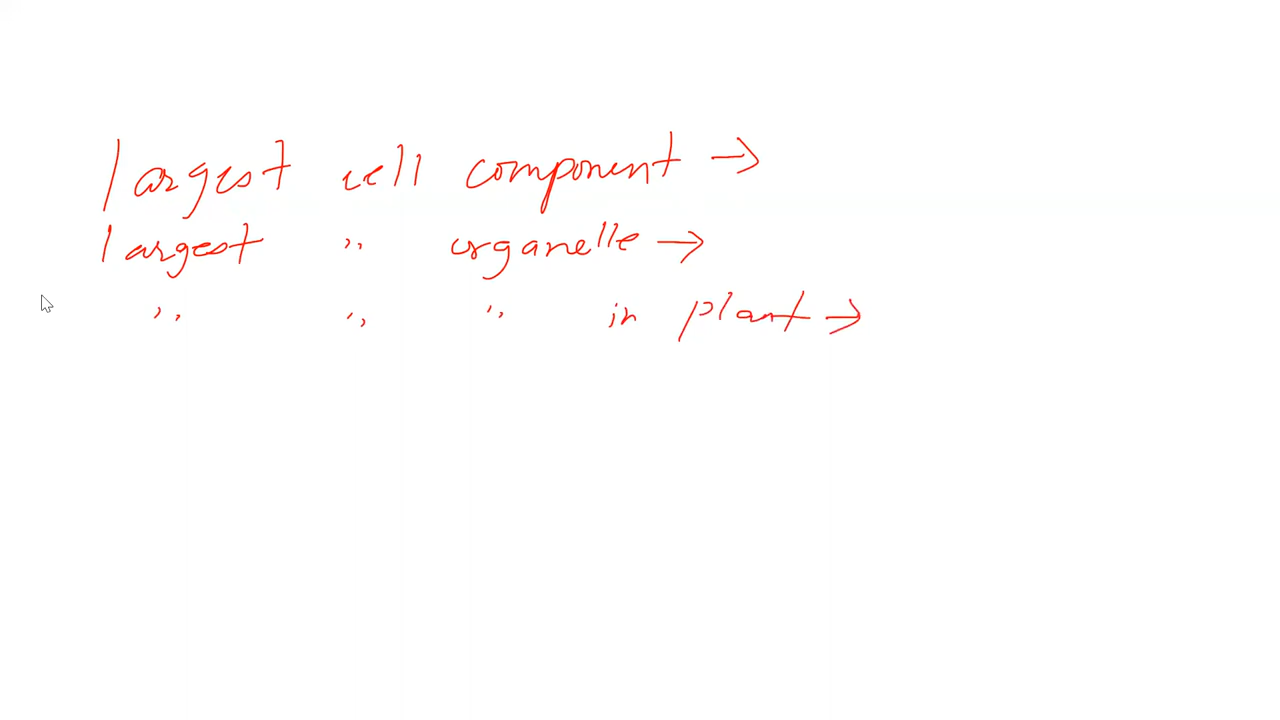 largest cell component →
largest " organelle →
" " " in plant →